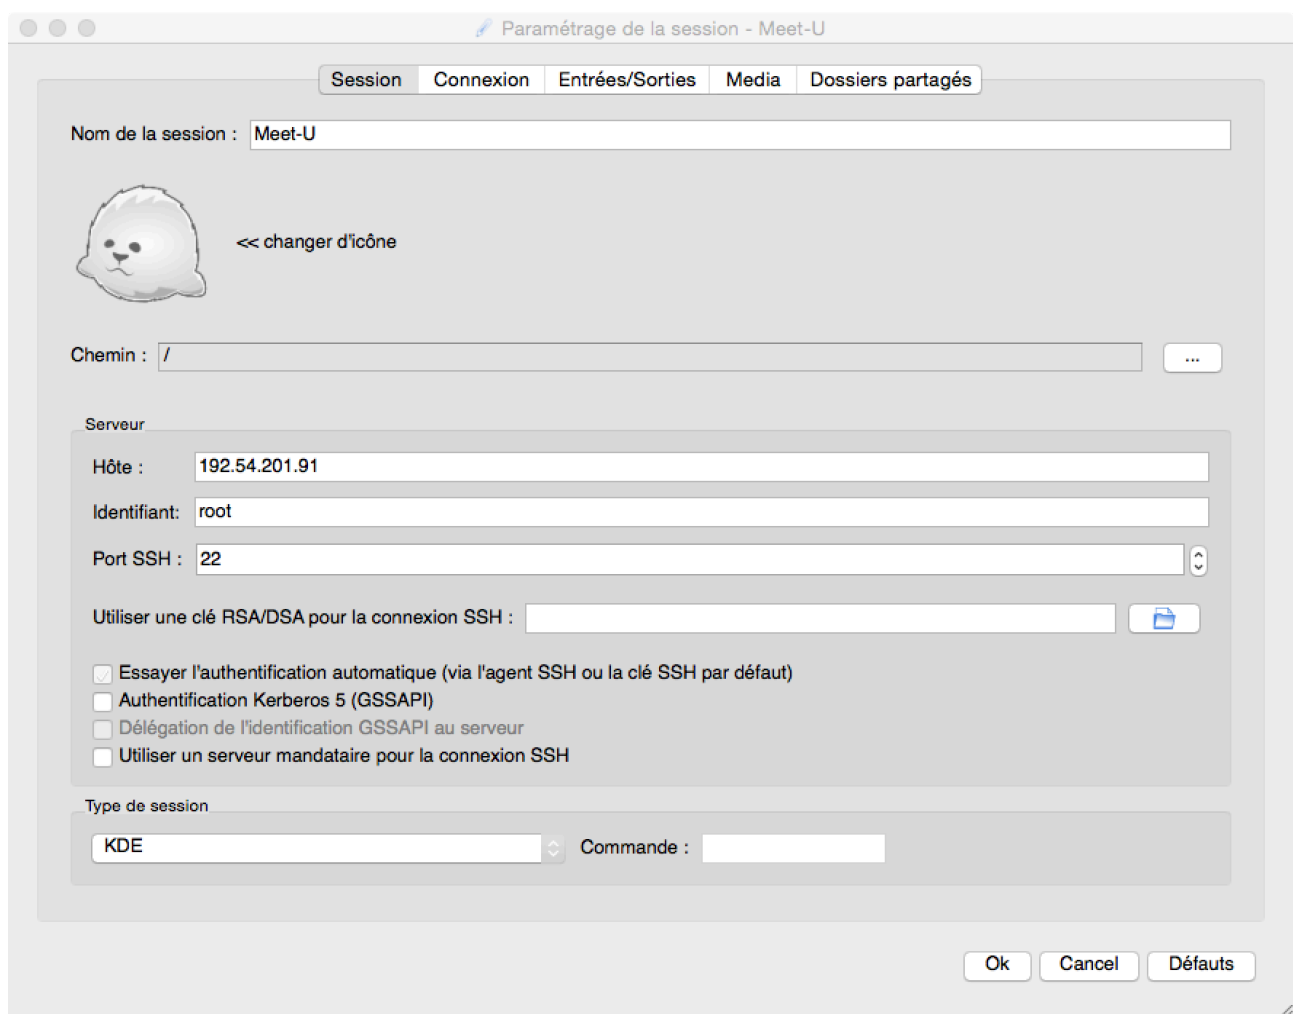 Paramétrage de la session - Meet-U
Session Connexion Entrées/Sorties Media Dossiers partagés
Nom de la session : Meet-U
<< changer d'icône
Chemin : / ...
Serveur
Hôte : 192.54.201.91
Identifiant: root
Port SSH : 22
Utiliser une clé RSA/DSA pour la connexion SSH :
Essayer l'authentification automatique (via l'agent SSH ou la clé SSH par défaut)
Authentification Kerberos 5 (GSSAPI)
Délégation de l'identification GSSAPI au serveur
Utiliser un serveur mandataire pour la connexion SSH
Type de session
KDE Commande :
Ok Cancel Défauts